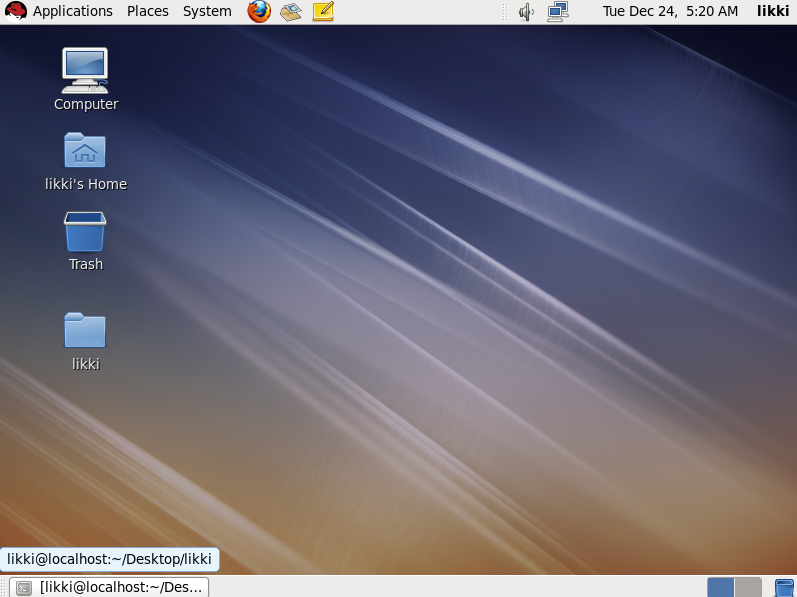 Applications Places System Tue Dec 24, 5:20 AM likki
Computer
likki's Home
Trash
likki
likki@localhost:~/Desktop/likki
[likki@localhost:~/Des...